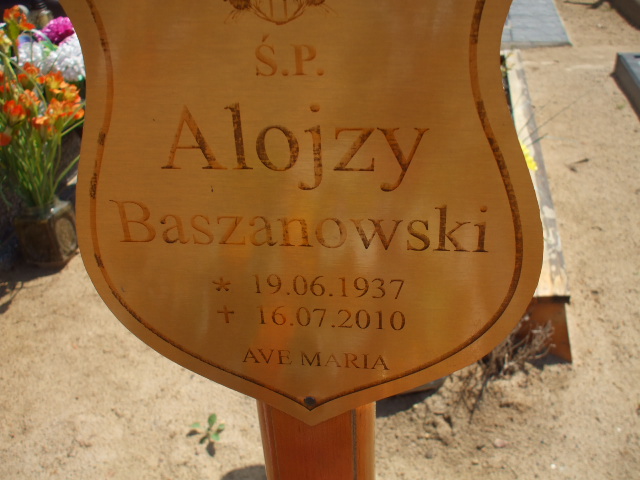 Ś.P.
Alojzy
Baszanowski
* 19.06.1937
+ 16.07.2010
AVE MARIA